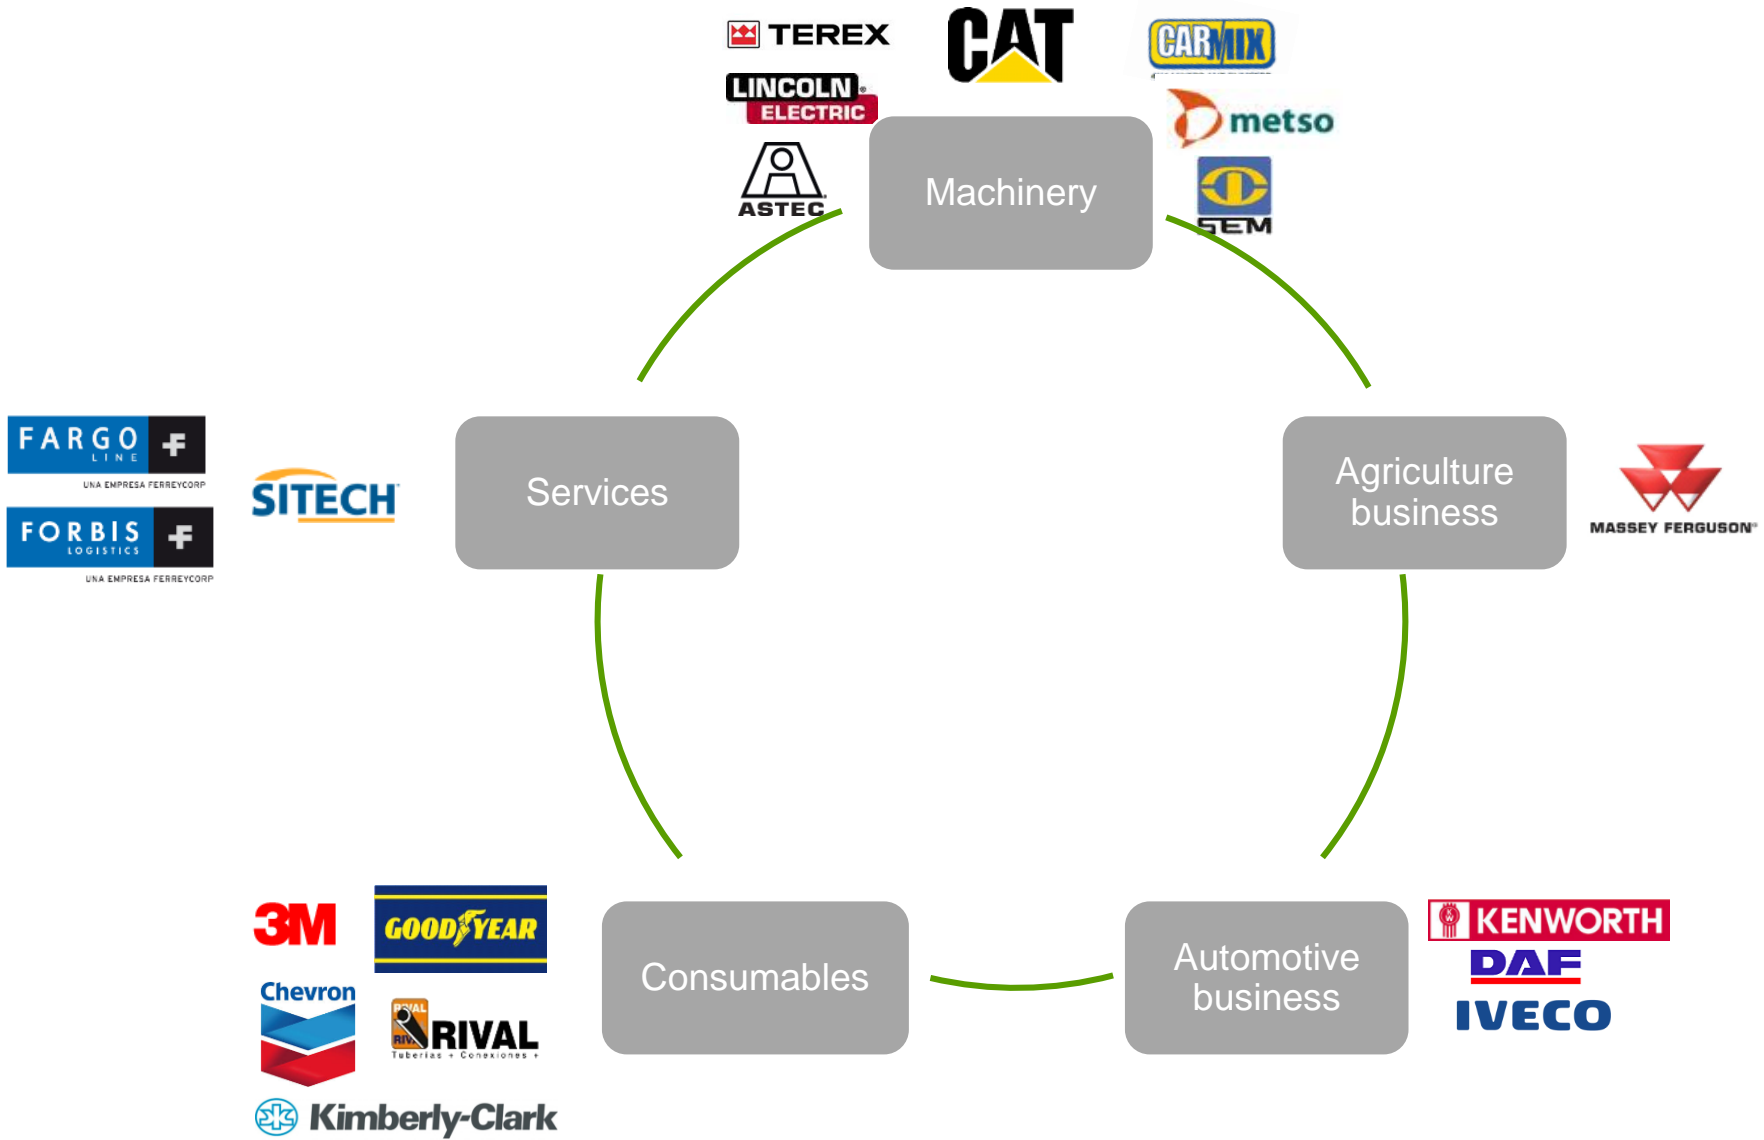 TEREX
CAT
CARMIX
LINCOLN
ELECTRIC
metso
ASTEC
Machinery
SEM
FARGO
LINE
UNA EMPRESA FERREYCORP
SITECH
FORBIS
LOGISTICS
UNA EMPRESA FERREYCORP
Services
Agriculture
business
MASSEY FERGUSON
3M
GOODYEAR
Chevron
RIVAL
RIVAL
Tuberías + Conexiones +
Kimberly-Clark
Consumables
Automotive
business
KW
KENWORTH
DAF
IVECO